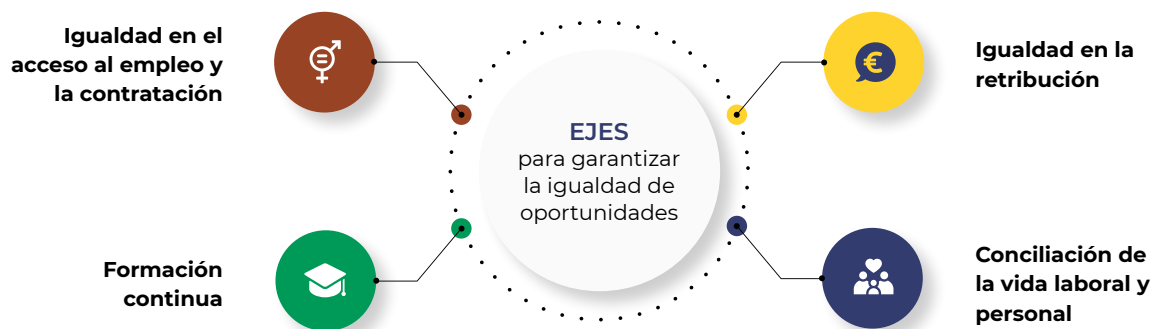 Igualdad en el
acceso al empleo y
la contratación
€
Igualdad en la
retribución
EJES
para garantizar
la igualdad de
oportunidades
Formación
continua
Conciliación de
la vida laboral y
personal